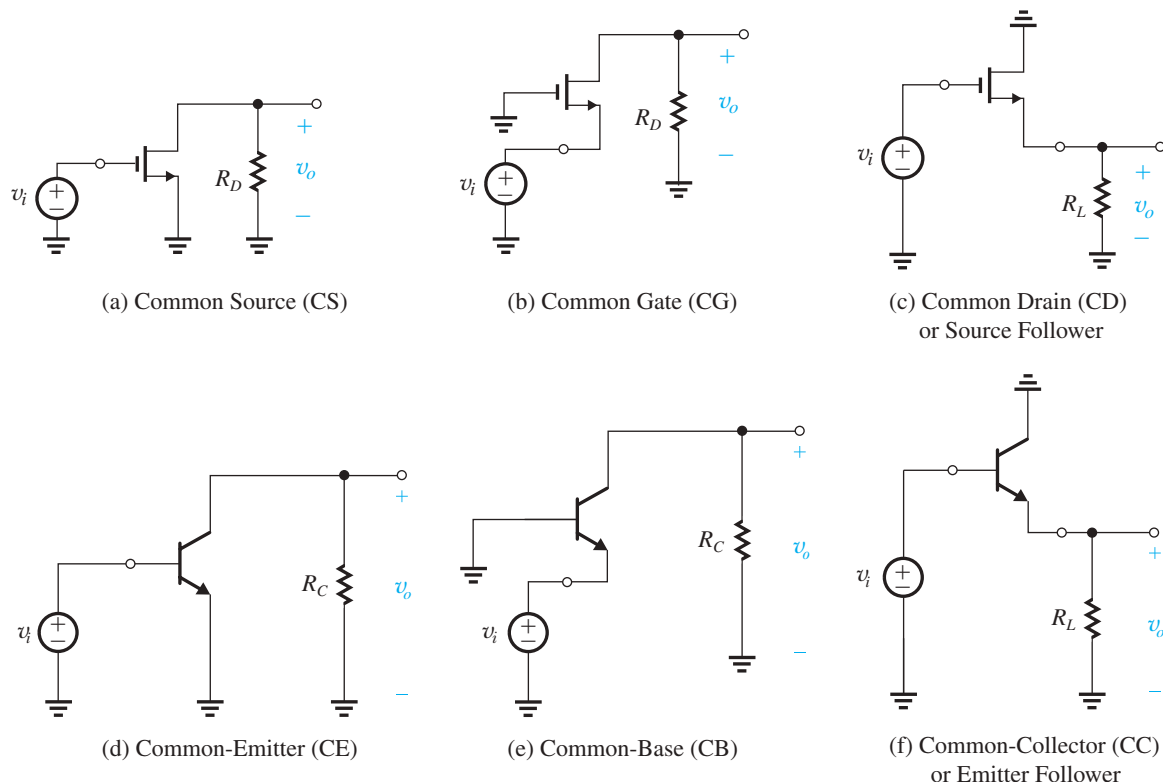 +
v_o
−
R_D
v_i
+
−
(a) Common Source (CS)
+
v_o
−
R_D
v_i
+
−
(b) Common Gate (CG)
v_i
+
−
R_L
+
v_o
−
(c) Common Drain (CD)
or Source Follower
v_i
+
−
R_C
+
v_o
−
(d) Common-Emitter (CE)
v_i
+
−
R_C
+
v_o
−
(e) Common-Base (CB)
v_i
+
−
R_L
+
v_o
−
(f) Common-Collector (CC)
or Emitter Follower